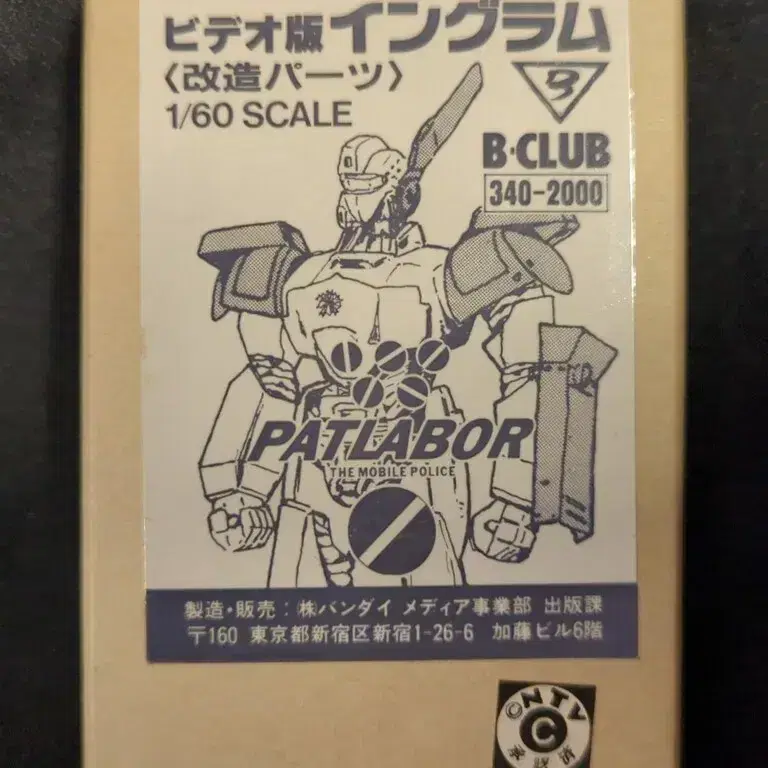 ビデオ版 イングラム
〈改造パーツ〉
1/60 SCALE
B
B·CLUB
340-2000
PATLABOR
THE MOBILE POLICE
製造・販売：㈱バンダイ メディア事業部 出版課
〒160 東京都新宿区新宿1-26-6 加藤ビル6階
©NTV
C
承認済